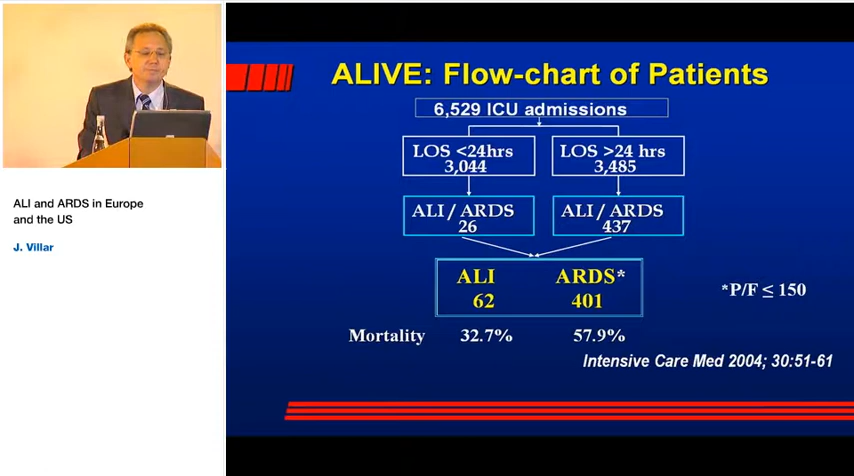 ALI and ARDS in Europe
and the US
J. Villar
ALIVE: Flow-chart of Patients
6,529 ICU admissions
LOS <24hrs
3,044
LOS >24 hrs
3,485
ALI / ARDS
26
ALI / ARDS
437
ALI ARDS*
62 401
*P/F ≤ 150
Mortality 32.7% 57.9%
Intensive Care Med 2004; 30:51-61